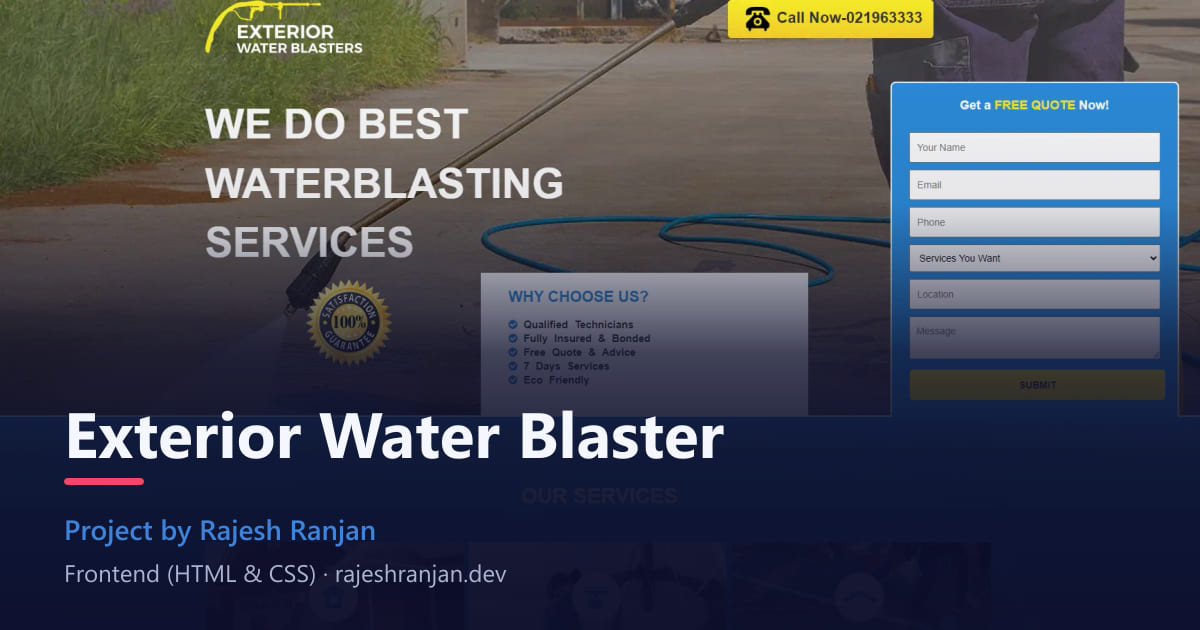 EXTERIOR
WATER BLASTERS
Call Now-021963333
WE DO BEST
WATERBLASTING
SERVICES
SATISFACTION
100%
GUARANTEE
WHY CHOOSE US?
Qualified Technicians
Fully Insured & Bonded
Free Quote & Advice
7 Days Services
Eco Friendly
Get a FREE QUOTE Now!
Your Name
Email
Phone
Services You Want
Location
Message
SUBMIT
Exterior Water Blaster
OUR SERVICES
Project by Rajesh Ranjan
Frontend (HTML & CSS) · rajeshranjan.dev